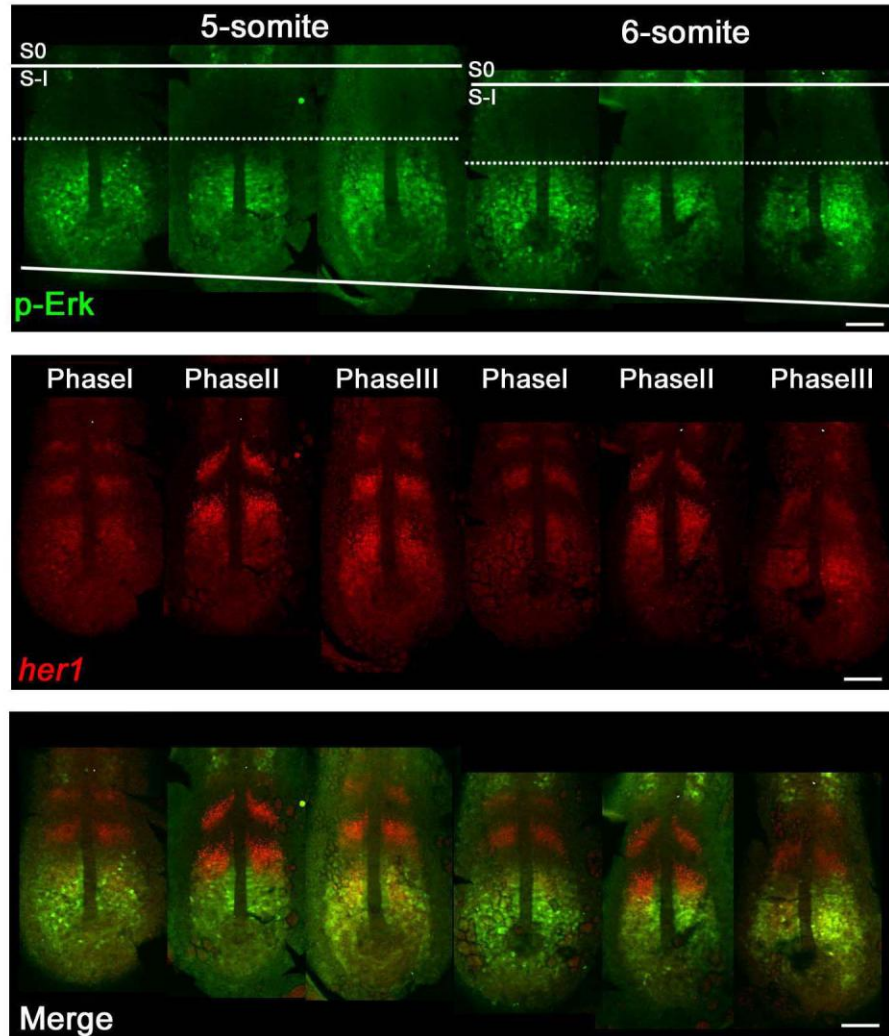 5-somite 6-somite
S0
S-I
S0
S-I
p-Erk
PhaseI PhaseII PhaseIII PhaseI PhaseII PhaseIII
her1
Merge